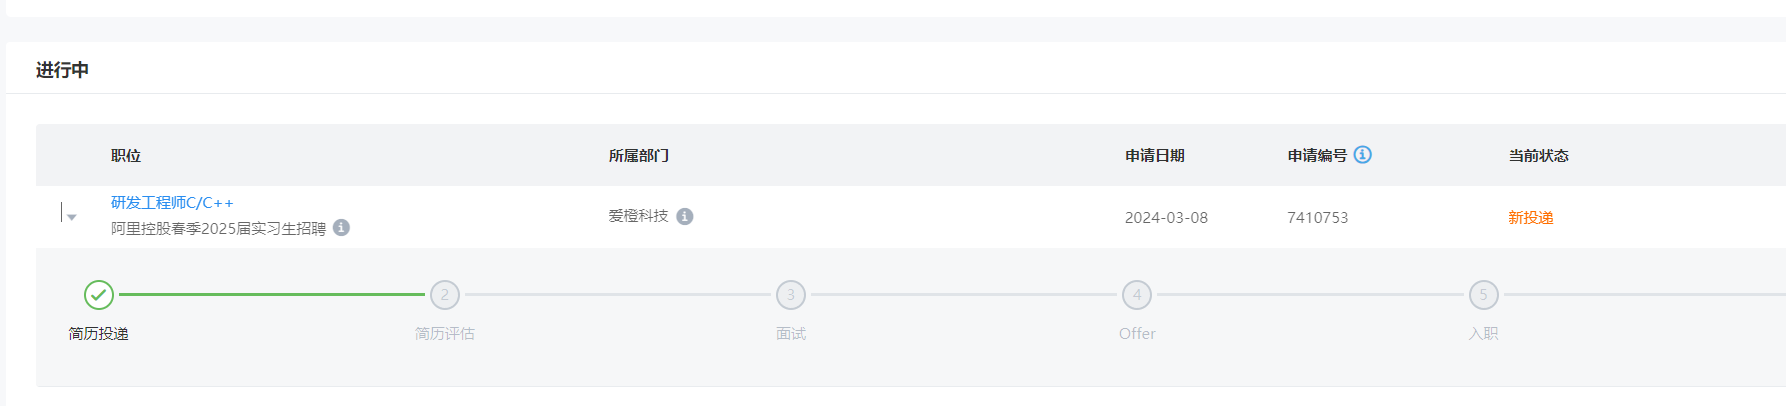 进行中
职位 所属部门 申请日期 申请编号 当前状态
研发工程师C/C++
阿里控股春季2025届实习生招聘 爱橙科技 2024-03-08 7410753 新投递
2 3 4 5
简历投递 简历评估 面试 Offer 入职